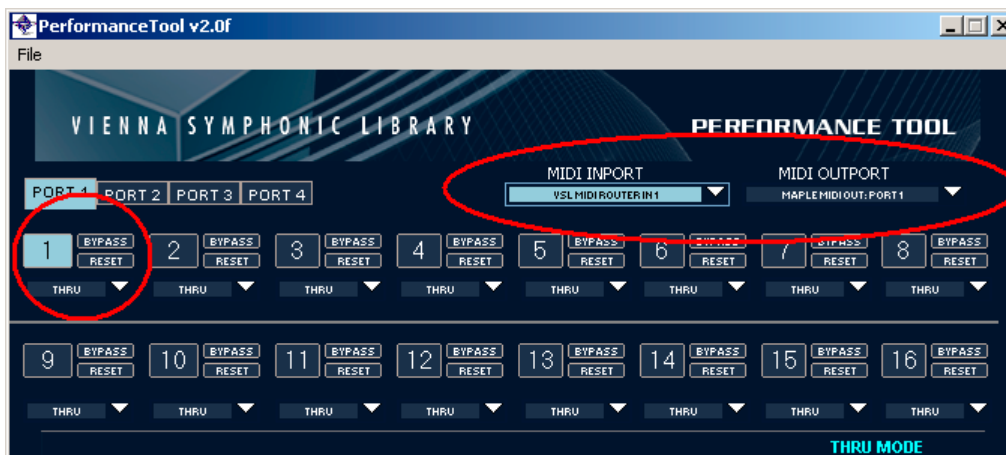 PerformanceTool v2.0f
File
VIENNA SYMPHONIC LIBRARY
PERFORMANCE TOOL
MIDI INPORT MIDI OUTPORT
PORT 1 PORT 2 PORT 3 PORT 4
VSL MIDI ROUTER IN 1 MAPLE MIDI OUT: PORT 1
1 BYPASS 2 BYPASS 3 BYPASS 4 BYPASS 5 BYPASS 6 BYPASS 7 BYPASS 8 BYPASS
RESET RESET RESET RESET RESET RESET RESET RESET
THRU THRU THRU THRU THRU THRU THRU THRU
9 BYPASS 10 BYPASS 11 BYPASS 12 BYPASS 13 BYPASS 14 BYPASS 15 BYPASS 16 BYPASS
RESET RESET RESET RESET RESET RESET RESET RESET
THRU THRU THRU THRU THRU THRU THRU THRU
THRU MODE